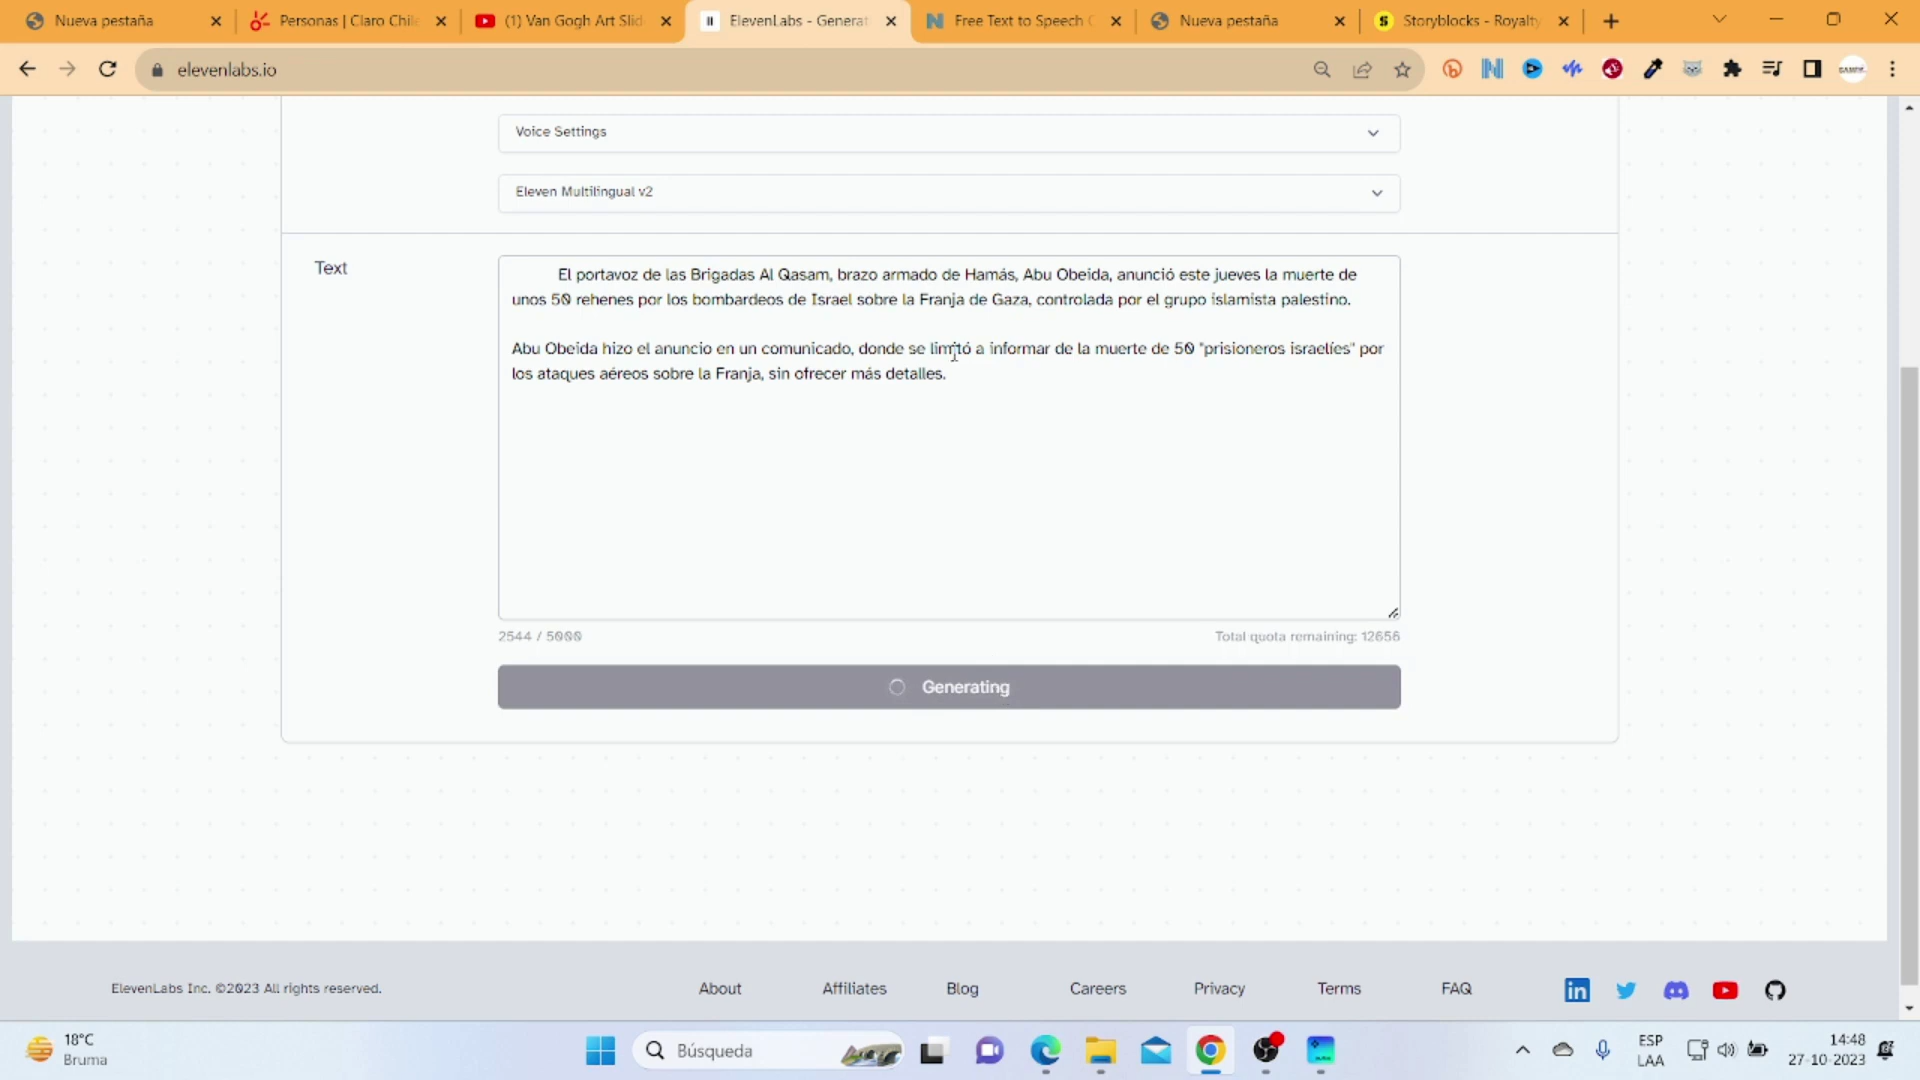 Nueva pestaña
Personas | Claro Chile
(1) Van Gogh Art Slid
ElevenLabs - Generat
Free Text to Speech
Nueva pestaña
Storyblocks - Royalty
elevenlabs.io
Voice Settings
Eleven Multilingual v2
Text
El portavoz de las Brigadas Al Qasam, brazo armado de Hamás, Abu Obeida, anunció este jueves la muerte de
unos 50 rehenes por los bombardeos de Israel sobre la Franja de Gaza, controlada por el grupo islamista palestino.
Abu Obeida hizo el anuncio en un comunicado, donde se limitó a informar de la muerte de 50 "prisioneros israelíes" por
los ataques aéreos sobre la Franja, sin ofrecer más detalles.
2544 / 5000
Total quota remaining: 12656
Generating
ElevenLabs Inc. ©2023 All rights reserved.
About
Affiliates
Blog
Careers
Privacy
Terms
FAQ
18°C
Bruma
Búsqueda
ESP
LAA
14:48
27-10-2023